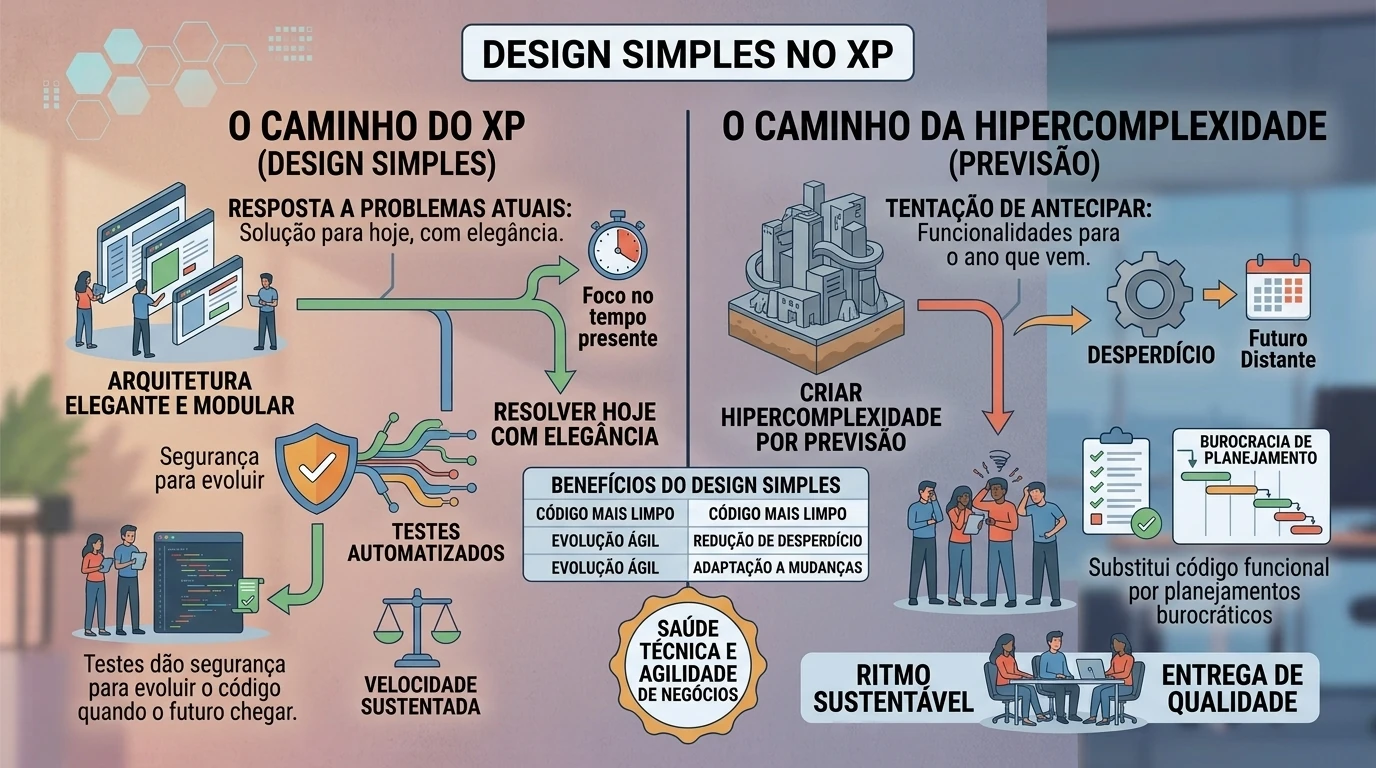 DESIGN SIMPLES NO XP
O CAMINHO DO XP
(DESIGN SIMPLES)
RESPOSTA A PROBLEMAS ATUAIS:
Solução para hoje, com elegância.
Foco no
tempo
presente
ARQUITETURA
ELEGANTE E MODULAR
RESOLVER HOJE
COM ELEGÂNCIA
Segurança
para evoluir
TESTES
AUTOMATIZADOS
Testes dão segurança
para evoluir o código
quando o futuro chegar.
VELOCIDADE
SUSTENTADA
O CAMINHO DA HIPERCOMPLEXIDADE
(PREVISÃO)
TENTAÇÃO DE ANTECIPAR:
Funcionalidades para
o ano que vem.
DESPERDÍCIO
Futuro
Distante
CRIAR
HIPERCOMPLEXIDADE
POR PREVISÃO
BUROCRACIA DE
PLANEJAMENTO
Substitui código funcional
por planejamentos
burocráticos
BENEFÍCIOS DO DESIGN SIMPLES
CÓDIGO MAIS LIMPO CÓDIGO MAIS LIMPO
EVOLUÇÃO ÁGIL REDUÇÃO DE DESPERDÍCIO
EVOLUÇÃO ÁGIL ADAPTAÇÃO A MUDANÇAS
SAÚDE
TÉCNICA E
AGILIDADE
DE NEGÓCIOS
RITMO
SUSTENTÁVEL
ENTREGA DE
QUALIDADE